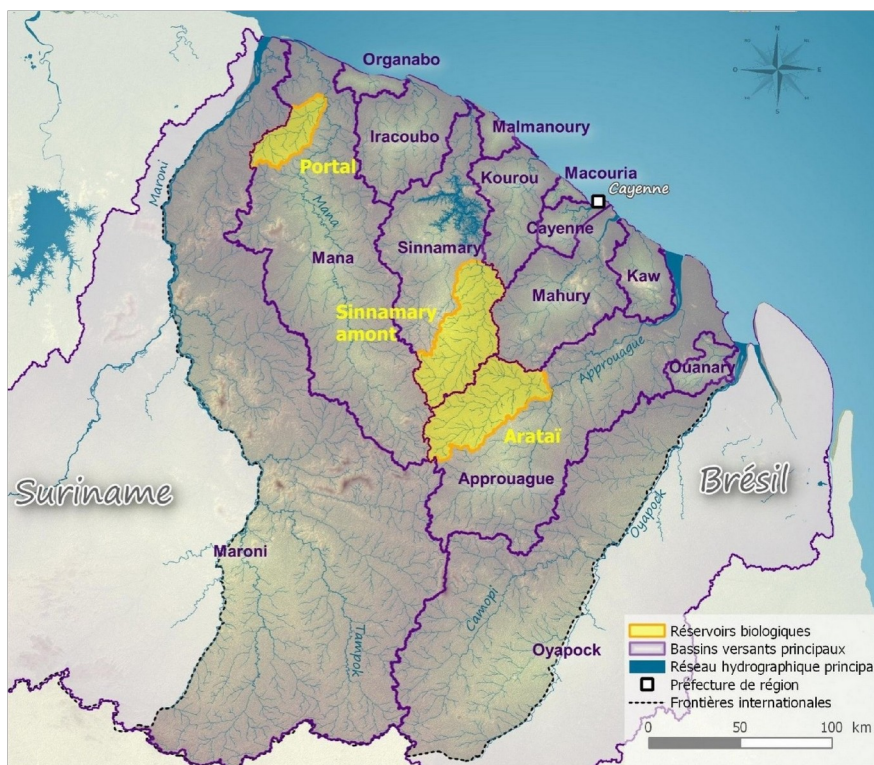 N
O
E
S
Organabo
Malmanoury
Iracoubo
Macouria
Portal
Kourou
Cayenne
Maroni
Mana
Cayenne
Sinnamary
Mana
Kaw
Mahury
Sinnamary
amont
Approuague
Ouanary
Arataï
Approuague
Suriname
Brésil
Oyapock
Maroni
Camopi
Tampok
Oyapock
Réservoirs biologiques
Bassins versants principaux
Réseau hydrographique principa
Préfecture de région
Frontières internationales
0 50 100 km